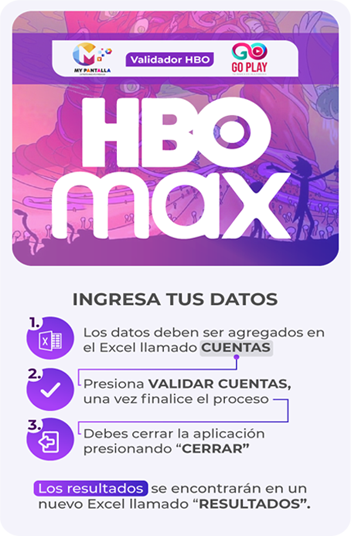 MY PANTALLA
Validador HBO
GO PLAY
HBO
max
INGRESA TUS DATOS
1.
Los datos deben ser agregados en
el Excel llamado CUENTAS
2.
Presiona VALIDAR CUENTAS,
una vez finalice el proceso
3.
Debes cerrar la aplicación
presionando “CERRAR”
Los resultados se encontrarán en un
nuevo Excel llamado “RESULTADOS”.